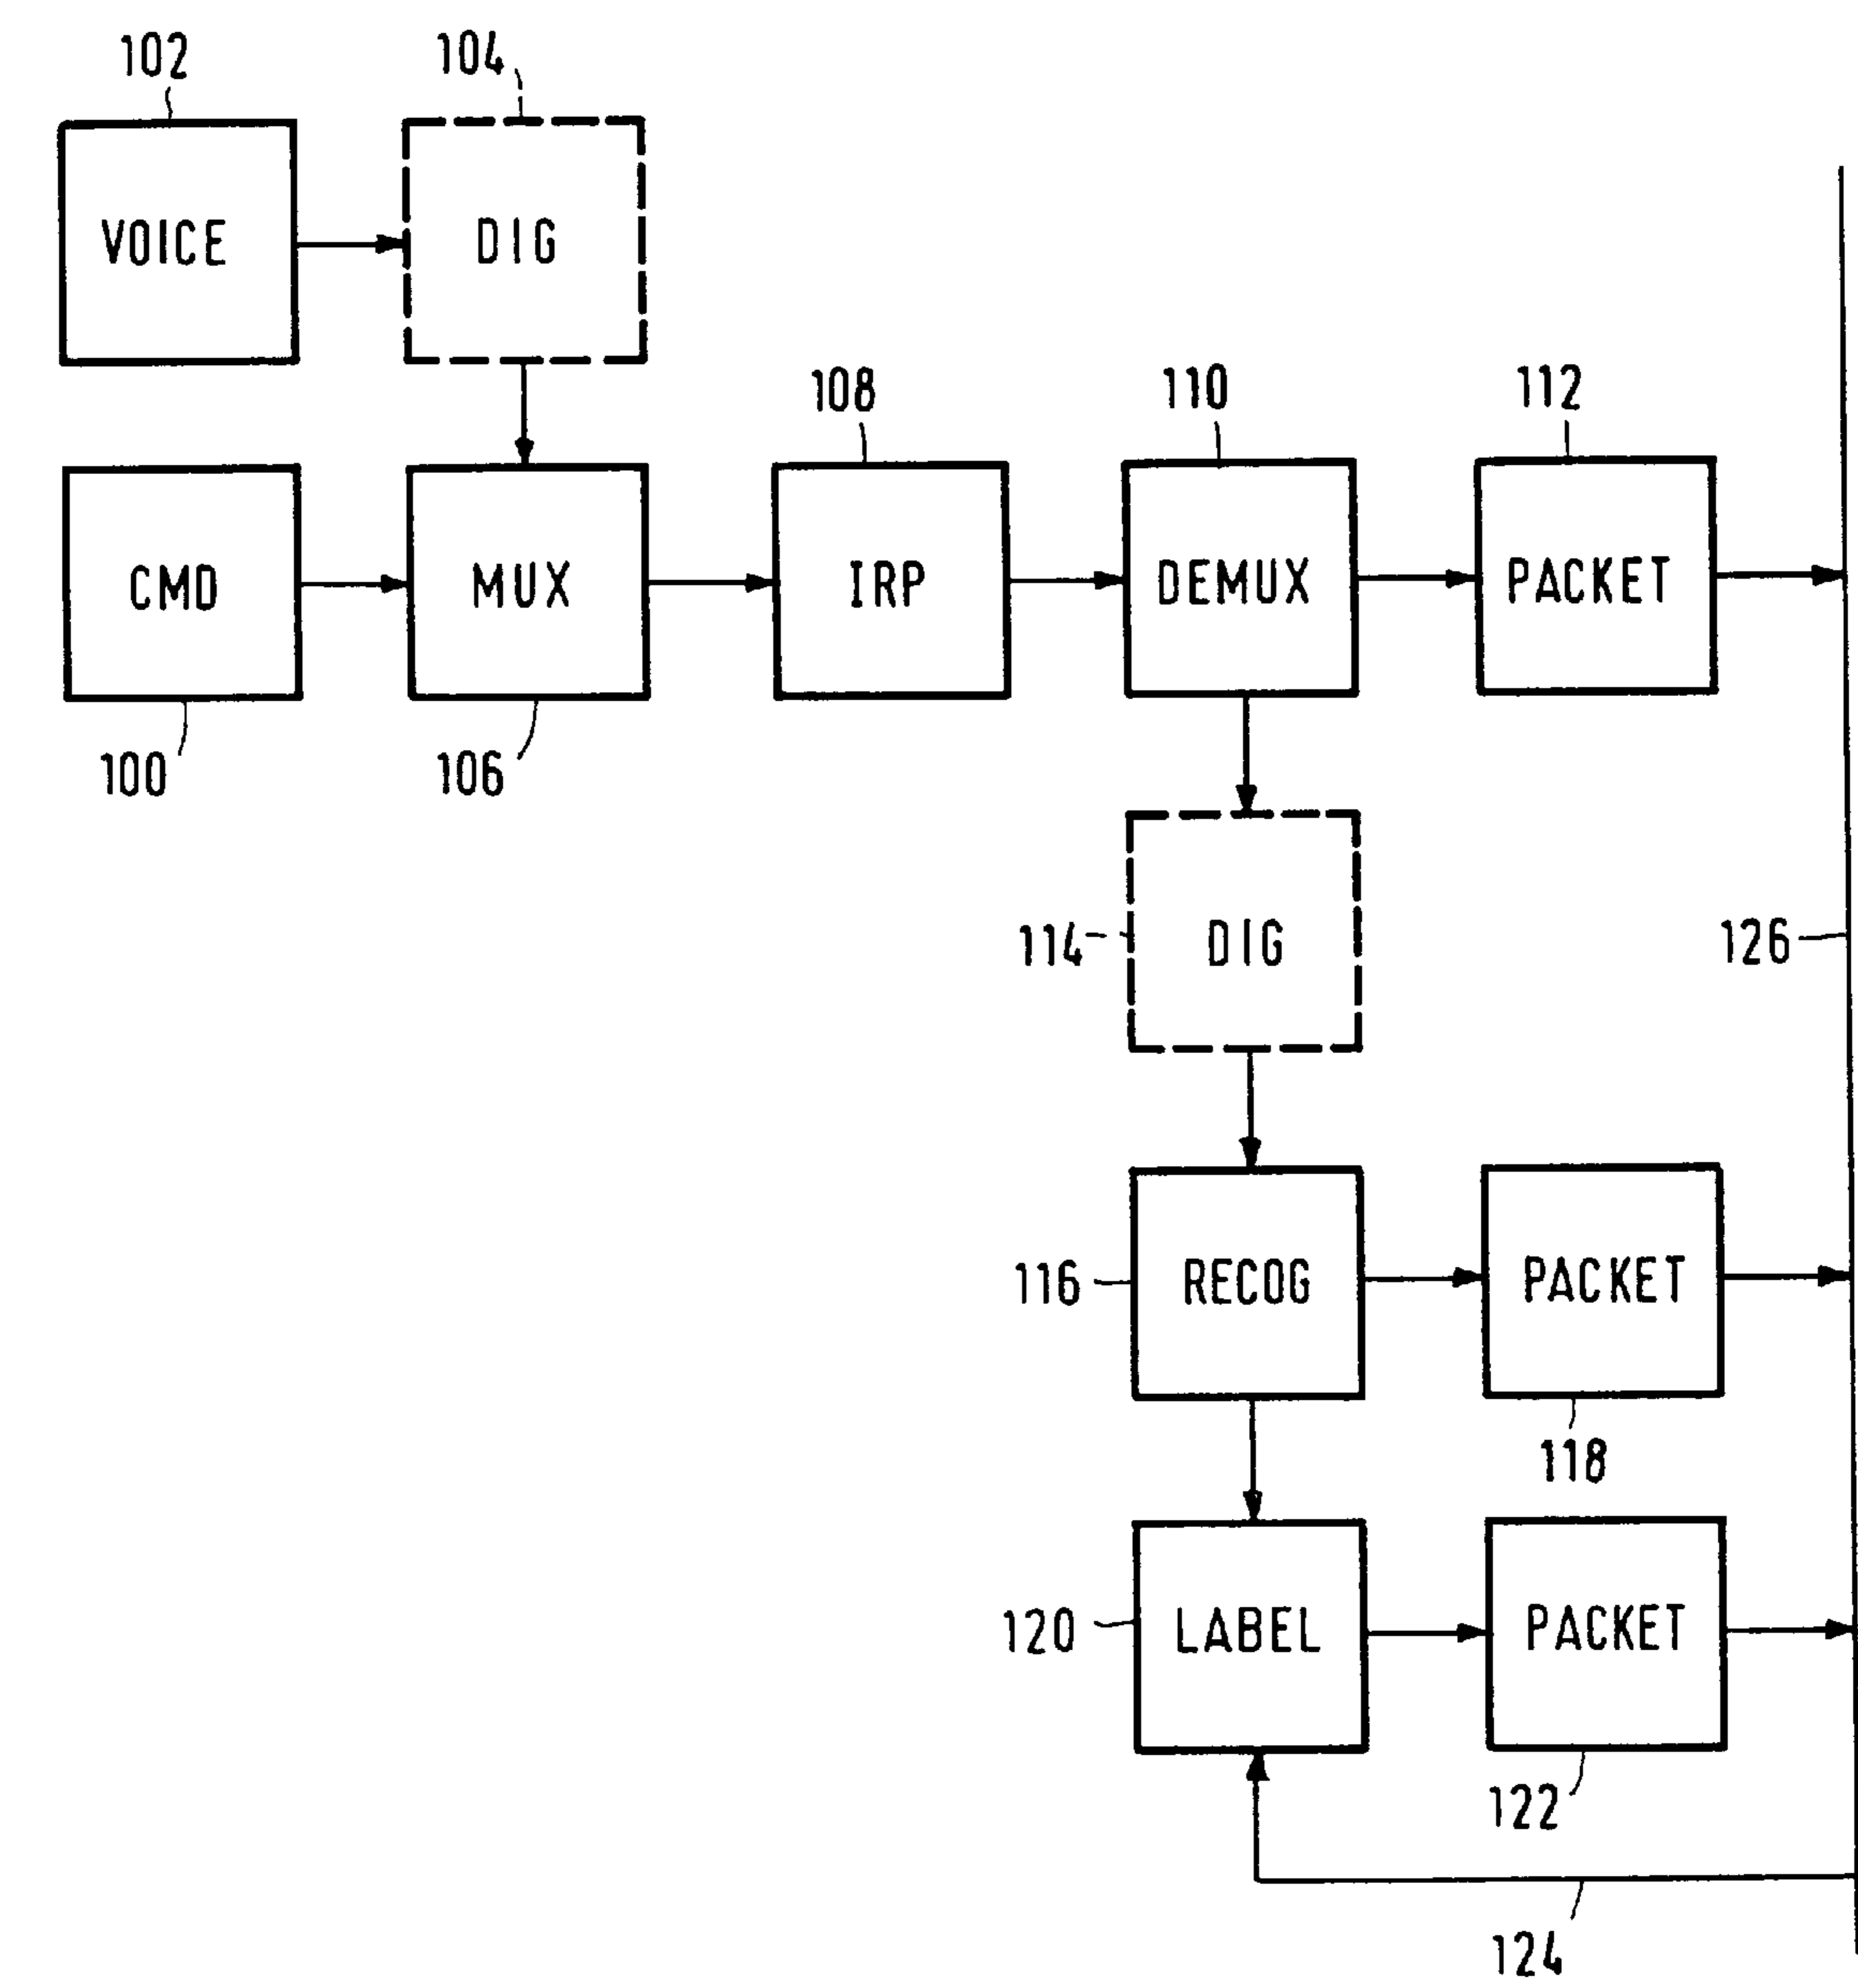 102
104
VOICE
DIG
108
110
112
CMD
MUX
IRP
DEMUX
PACKET
100
106
114
DIG
126
116
RECOG
PACKET
118
120
LABEL
PACKET
122
124